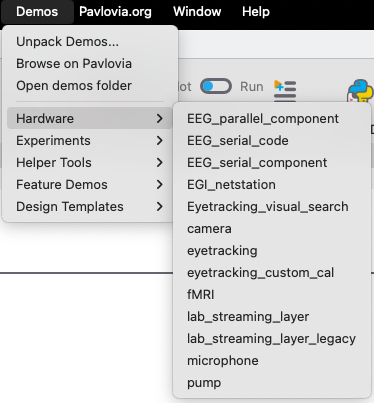 Demos Pavlovia.org Window Help
Unpack Demos...
Browse on Pavlovia
Open demos folder
Run
Hardware
Experiments
Helper Tools
Feature Demos
Design Templates
EEG_parallel_component
EEG_serial_code
EEG_serial_component
EGI_netstation
Eyetracking_visual_search
camera
eyetracking
eyetracking_custom_cal
fMRI
lab_streaming_layer
lab_streaming_layer_legacy
microphone
pump